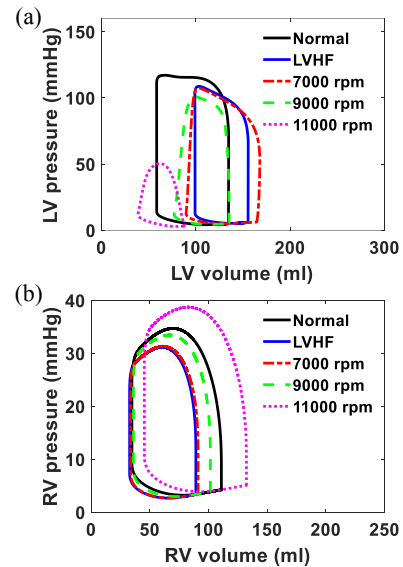 (a)
150
100
50
0
LV pressure (mmHg)
Normal
LVHF
7000 rpm
9000 rpm
11000 rpm
0 100 200 300
LV volume (ml)
(b)
40
30
20
10
0
RV pressure (mmHg)
Normal
LVHF
7000 rpm
9000 rpm
11000 rpm
0 50 100 150 200 250
RV volume (ml)